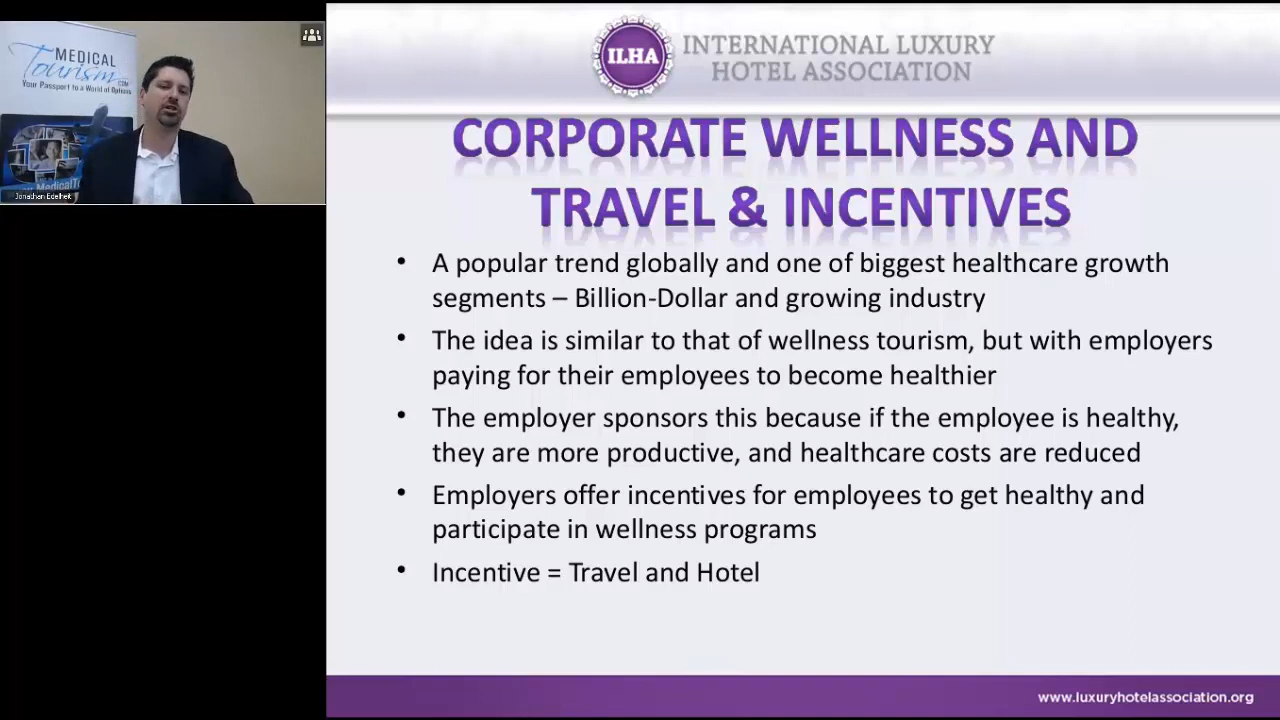 MEDICAL
Tourism.COM
Your Passport to a World of Options
Jonathan Edelheit
ILHA
INTERNATIONAL LUXURY
HOTEL ASSOCIATION
CORPORATE WELLNESS AND
TRAVEL & INCENTIVES
• A popular trend globally and one of biggest healthcare growth
segments – Billion-Dollar and growing industry
• The idea is similar to that of wellness tourism, but with employers
paying for their employees to become healthier
• The employer sponsors this because if the employee is healthy,
they are more productive, and healthcare costs are reduced
• Employers offer incentives for employees to get healthy and
participate in wellness programs
• Incentive = Travel and Hotel
www.luxuryhotelassociation.org